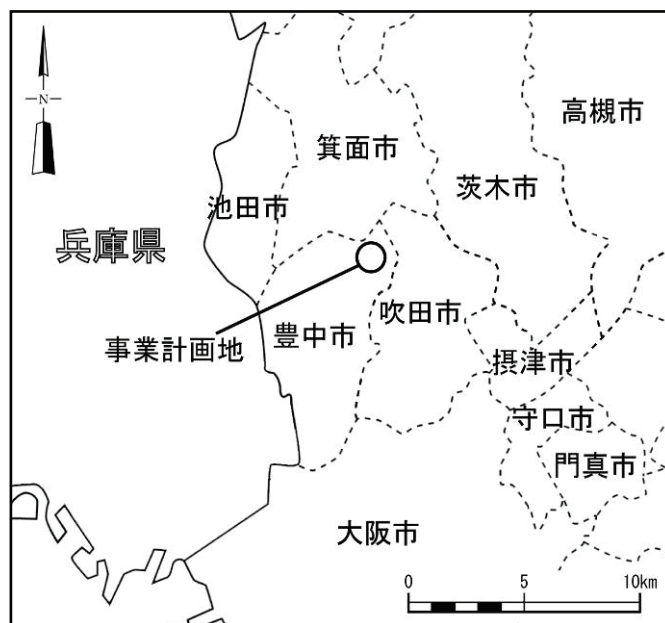 N
高槻市
箕面市
茨木市
池田市
兵庫県
吹田市
豊中市
事業計画地
摂津市
守口市
門真市
大阪市
0 5 10km